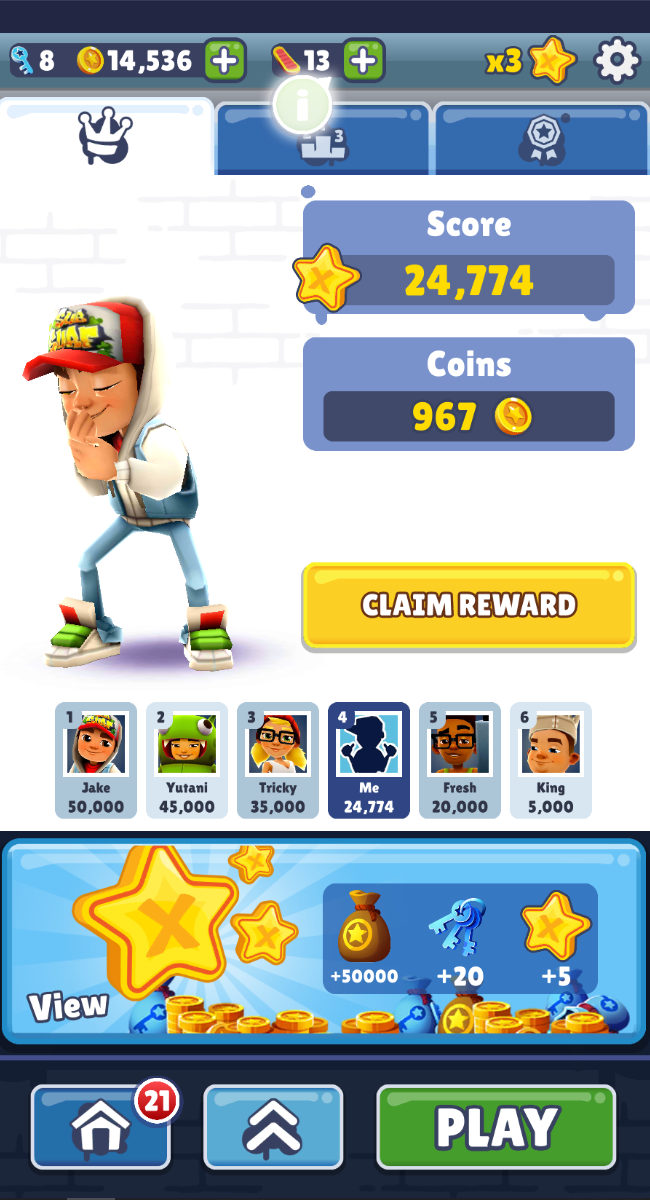 8 14,536 13 x3
3
Score
24,774
Coins
967
CLAIM REWARD
1 2 3 4 5 6
Jake Yutani Tricky Me Fresh King
50,000 45,000 35,000 24,774 20,000 5,000
+50000 +20 +5
View
21
PLAY